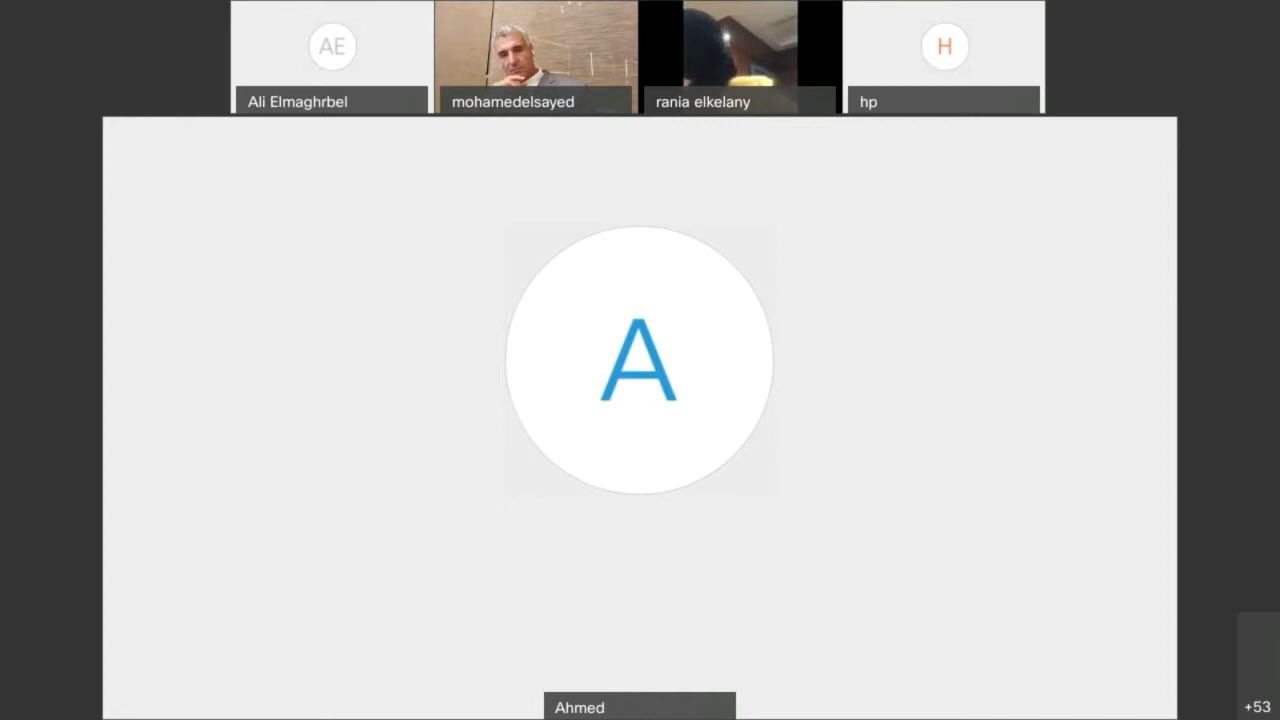 AE
H
Ali Elmaghrbel
mohamedelsayed
rania elkelany
hp
A
Ahmed
+53